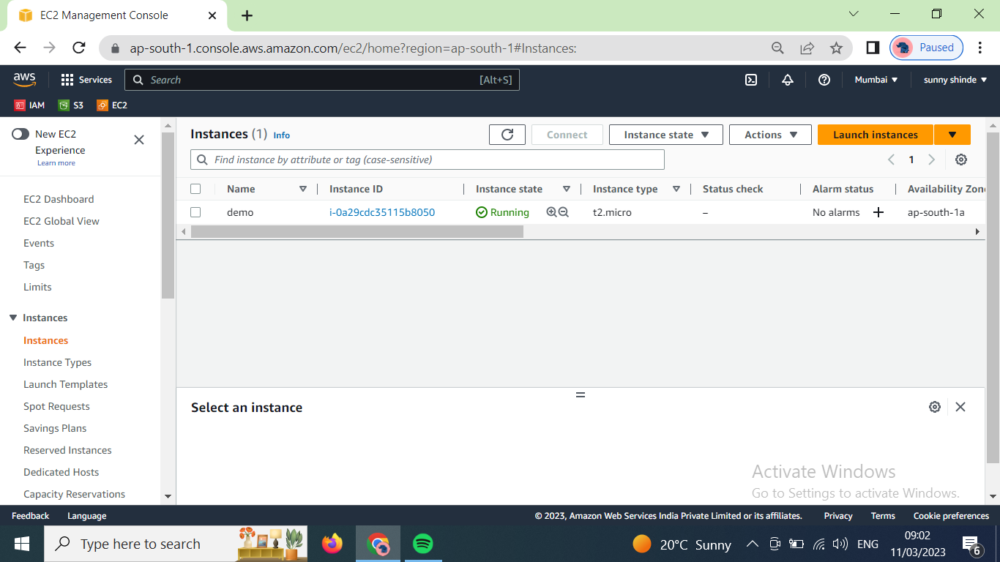 EC2 Management Console
ap-south-1.console.aws.amazon.com/ec2/home?region=ap-south-1#Instances:
Paused
aws
Services
Search
[Alt+S]
Mumbai
sunny shinde
IAM
S3
EC2
New EC2
Experience
Learn more
EC2 Dashboard
EC2 Global View
Events
Tags
Limits
Instances
Instances
Instance Types
Launch Templates
Spot Requests
Savings Plans
Reserved Instances
Dedicated Hosts
Capacity Reservations
Instances (1) Info
Connect
Instance state
Actions
Launch instances
Find instance by attribute or tag (case-sensitive)
1
Name Instance ID Instance state Instance type Status check Alarm status Availability Zon
demo i-0a29cdc35115b8050 Running t2.micro – No alarms ap-south-1a
Select an instance
Activate Windows
Go to Settings to activate Windows.
Feedback Language
© 2023, Amazon Web Services India Private Limited or its affiliates. Privacy Terms Cookie preferences
Type here to search
20°C Sunny
ENG
09:02
11/03/2023
6